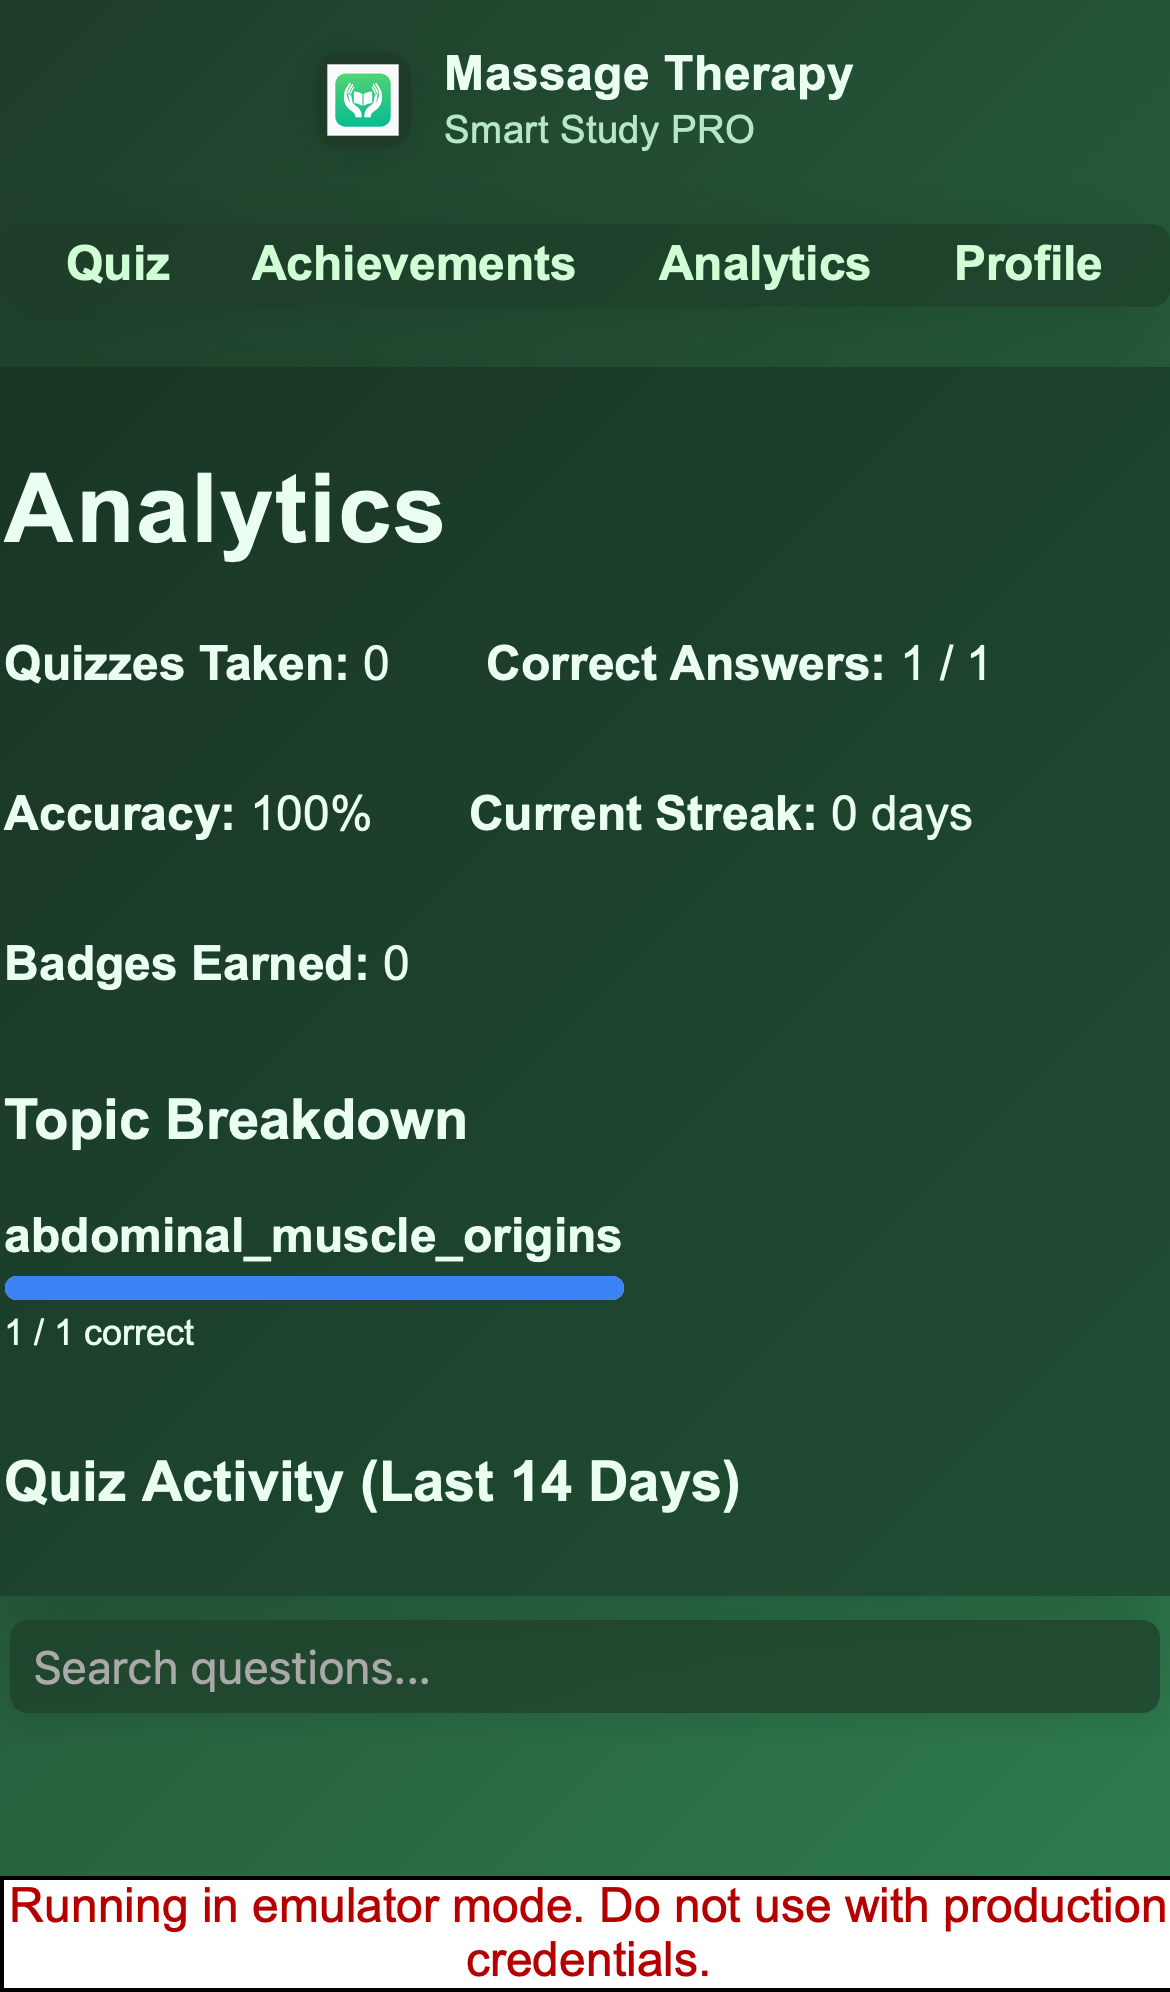 Massage Therapy
Smart Study PRO
Quiz Achievements Analytics Profile
Analytics
Quizzes Taken: 0 Correct Answers: 1 / 1
Accuracy: 100% Current Streak: 0 days
Badges Earned: 0
Topic Breakdown
abdominal_muscle_origins
1 / 1 correct
Quiz Activity (Last 14 Days)
Search questions...
Running in emulator mode. Do not use with production
credentials.